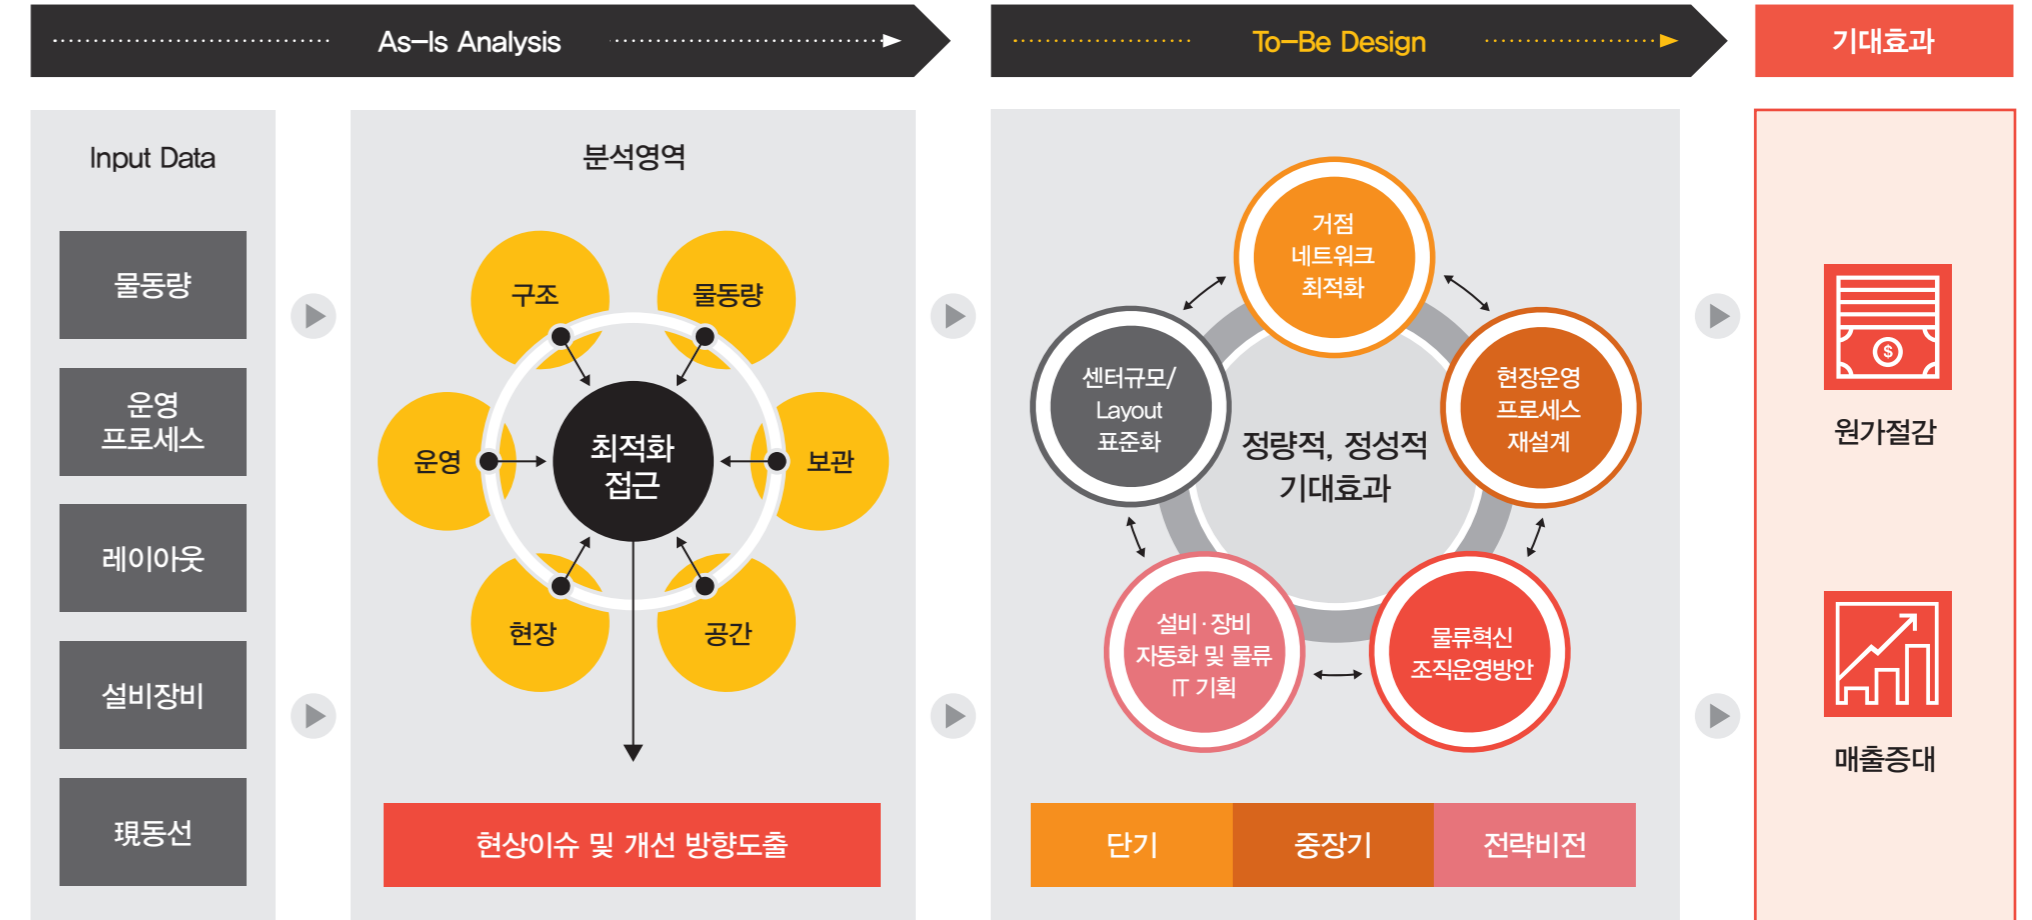 As-Is Analysis
To-Be Design
기대효과
Input Data
물동량
운영
프로세스
레이아웃
설비장비
現동선
분석영역
구조
물동량
운영
최적화
접근
보관
현장
공간
현상이슈 및 개선 방향도출
거점
네트워크
최적화
센터규모/
Layout
표준화
현장운영
프로세스
재설계
정량적, 정성적
기대효과
설비·장비
자동화 및 물류
IT 기획
물류혁신
조직운영방안
단기
중장기
전략비전
$
원가절감
매출증대